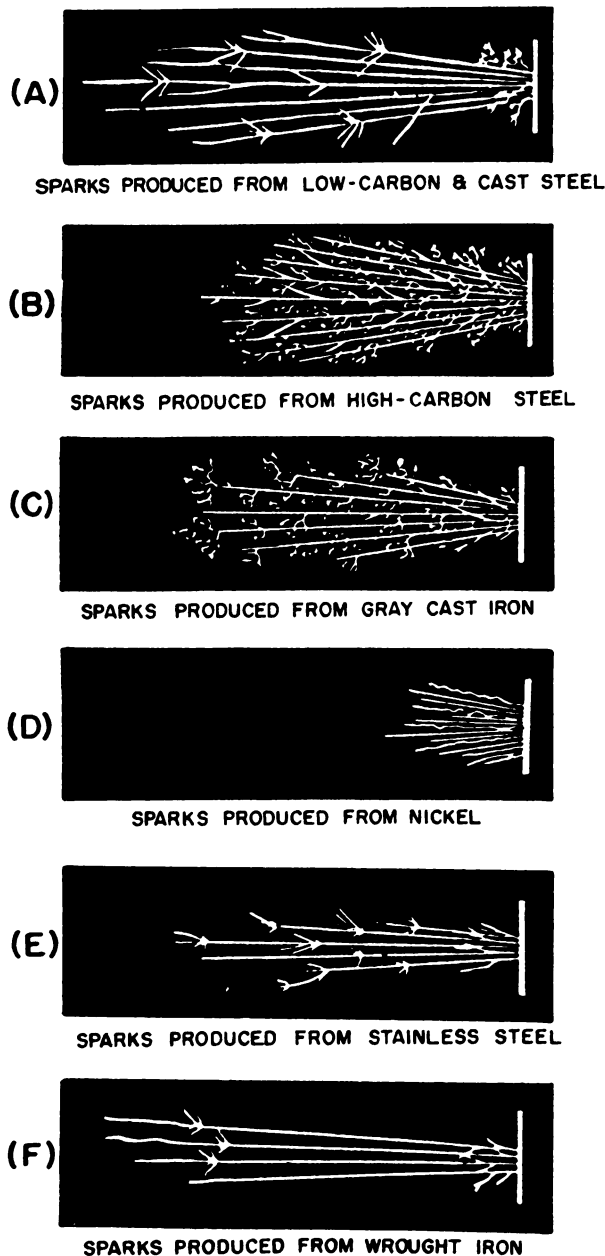 (A)
SPARKS PRODUCED FROM LOW-CARBON & CAST STEEL
(B)
SPARKS PRODUCED FROM HIGH-CARBON STEEL
(C)
SPARKS PRODUCED FROM GRAY CAST IRON
(D)
SPARKS PRODUCED FROM NICKEL
(E)
SPARKS PRODUCED FROM STAINLESS STEEL
(F)
SPARKS PRODUCED FROM WROUGHT IRON